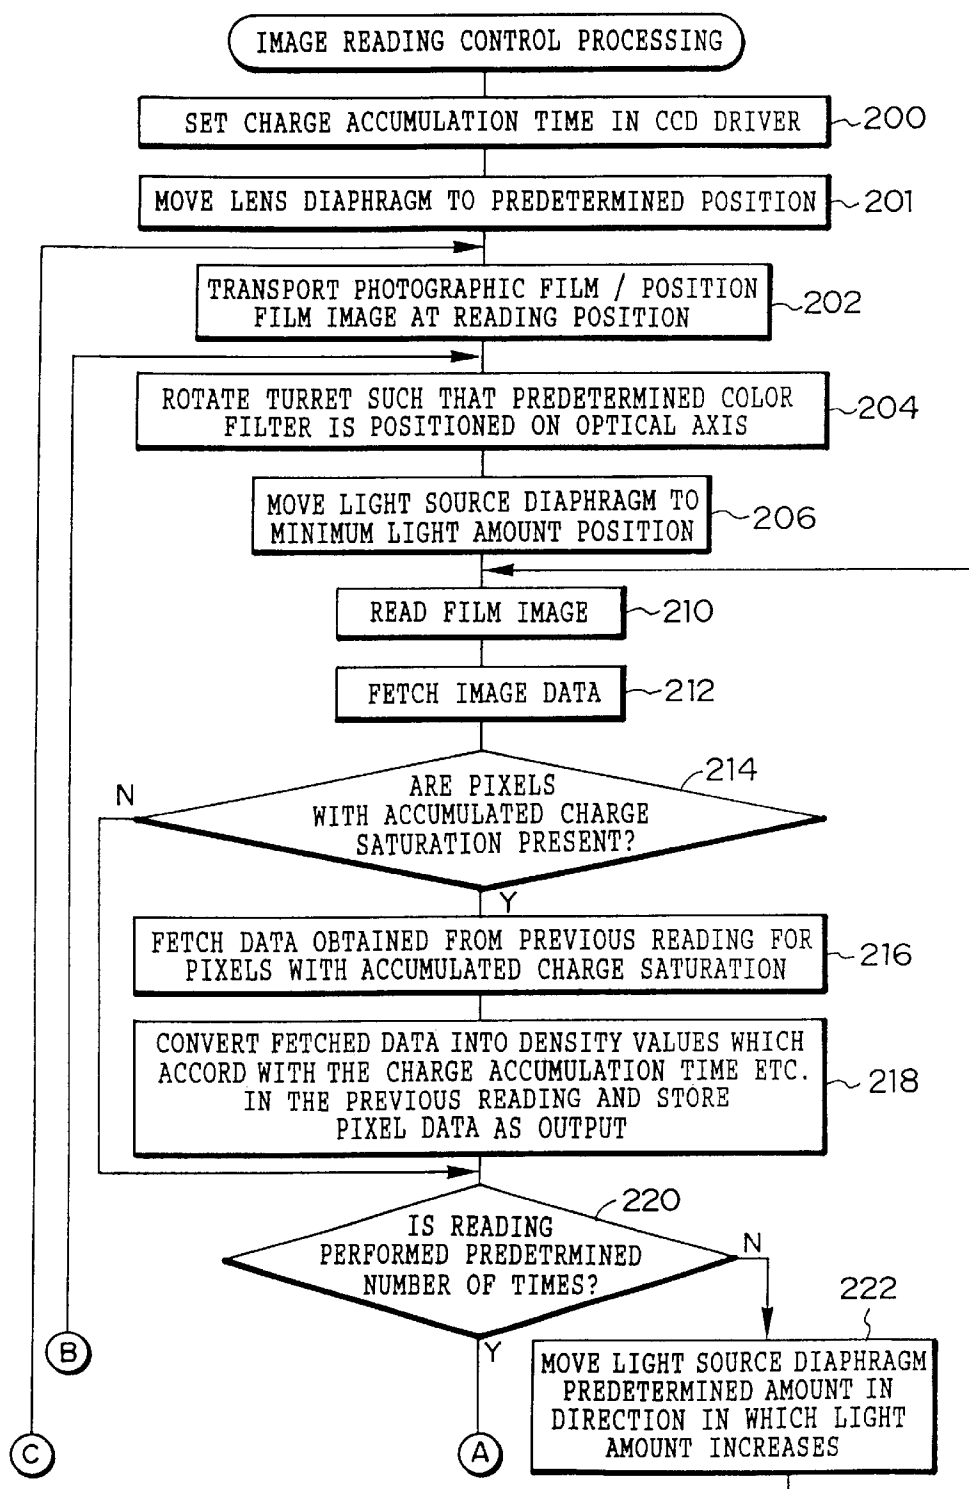 IMAGE READING CONTROL PROCESSING
SET CHARGE ACCUMULATION TIME IN CCD DRIVER
200
MOVE LENS DIAPHRAGM TO PREDETERMINED POSITION
201
TRANSPORT PHOTOGRAPHIC FILM / POSITION
FILM IMAGE AT READING POSITION
202
ROTATE TURRET SUCH THAT PREDETERMINED COLOR
FILTER IS POSITIONED ON OPTICAL AXIS
204
MOVE LIGHT SOURCE DIAPHRAGM TO
MINIMUM LIGHT AMOUNT POSITION
206
READ FILM IMAGE
210
FETCH IMAGE DATA
212
214
ARE PIXELS
WITH ACCUMULATED CHARGE
SATURATION PRESENT?
N
Y
FETCH DATA OBTAINED FROM PREVIOUS READING FOR
PIXELS WITH ACCUMULATED CHARGE SATURATION
216
CONVERT FETCHED DATA INTO DENSITY VALUES WHICH
ACCORD WITH THE CHARGE ACCUMULATION TIME ETC.
IN THE PREVIOUS READING AND STORE
PIXEL DATA AS OUTPUT
218
220
IS READING
PERFORMED PREDETRMINED
NUMBER OF TIMES?
N
Y
222
MOVE LIGHT SOURCE DIAPHRAGM
PREDETERMINED AMOUNT IN
DIRECTION IN WHICH LIGHT
AMOUNT INCREASES
B
C
A